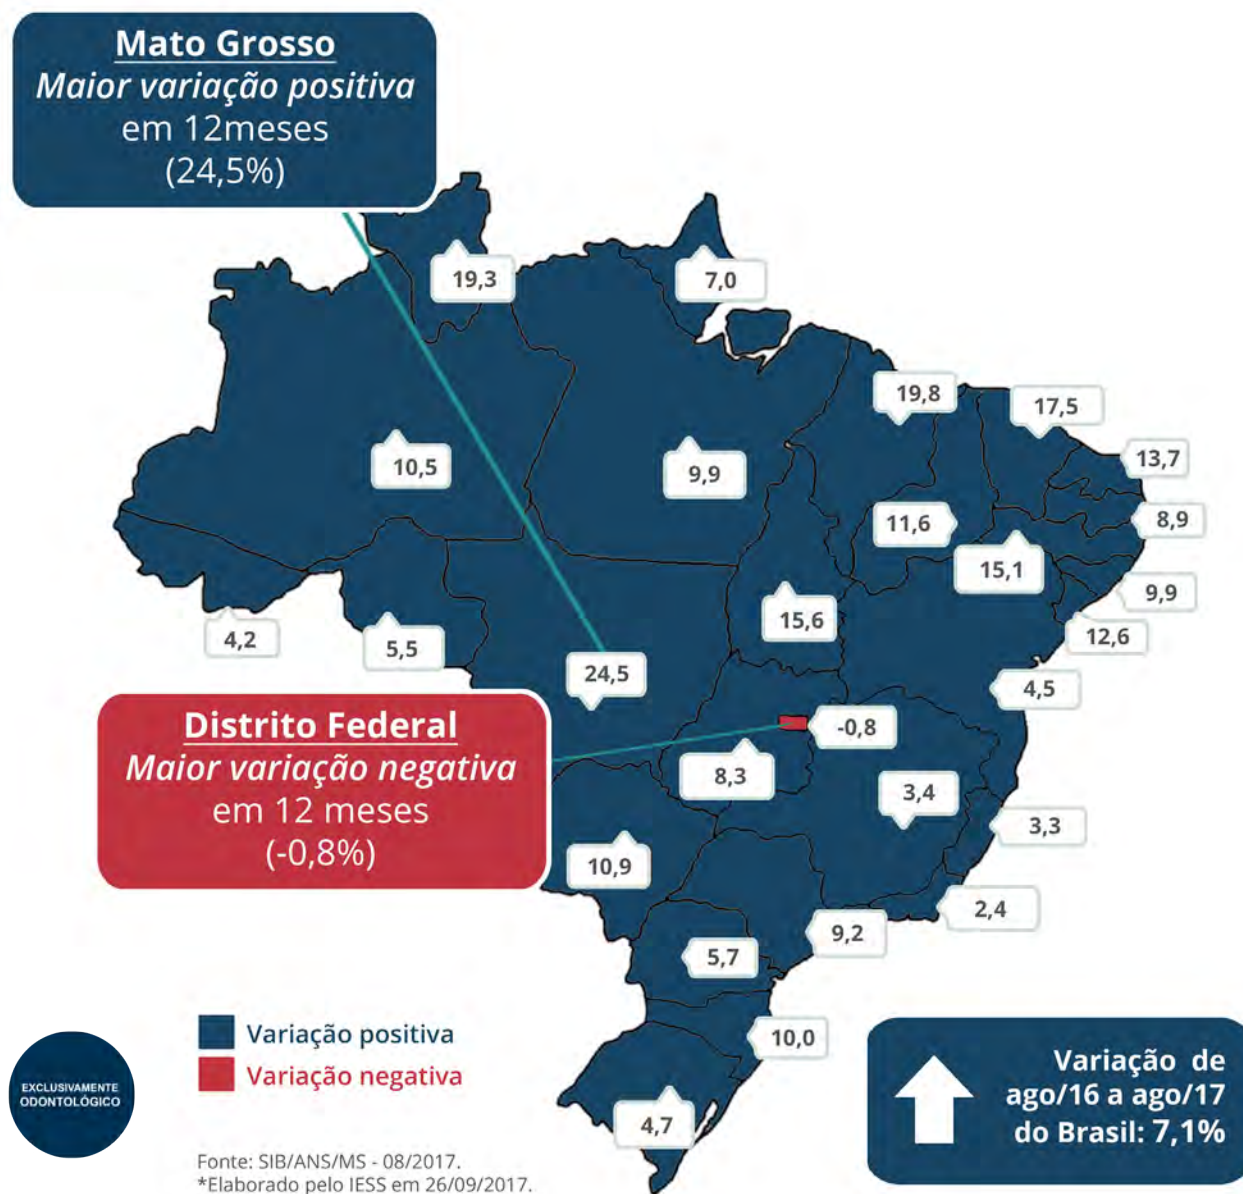 Mato Grosso
Maior variação positiva
em 12meses
(24,5%)
19,3
7,0
19,8
17,5
10,5
9,9
13,7
11,6
8,9
15,1
9,9
15,6
12,6
4,2
5,5
24,5
4,5
Distrito Federal
Maior variação negativa
em 12 meses
(-0,8%)
-0,8
8,3
3,4
3,3
10,9
2,4
9,2
5,7
10,0
4,7
Variação positiva
Variação negativa
EXCLUSIVAMENTE
ODONTOLÓGICO
Variação de
ago/16 a ago/17
do Brasil: 7,1%
Fonte: SIB/ANS/MS - 08/2017.
*Elaborado pelo IESS em 26/09/2017.